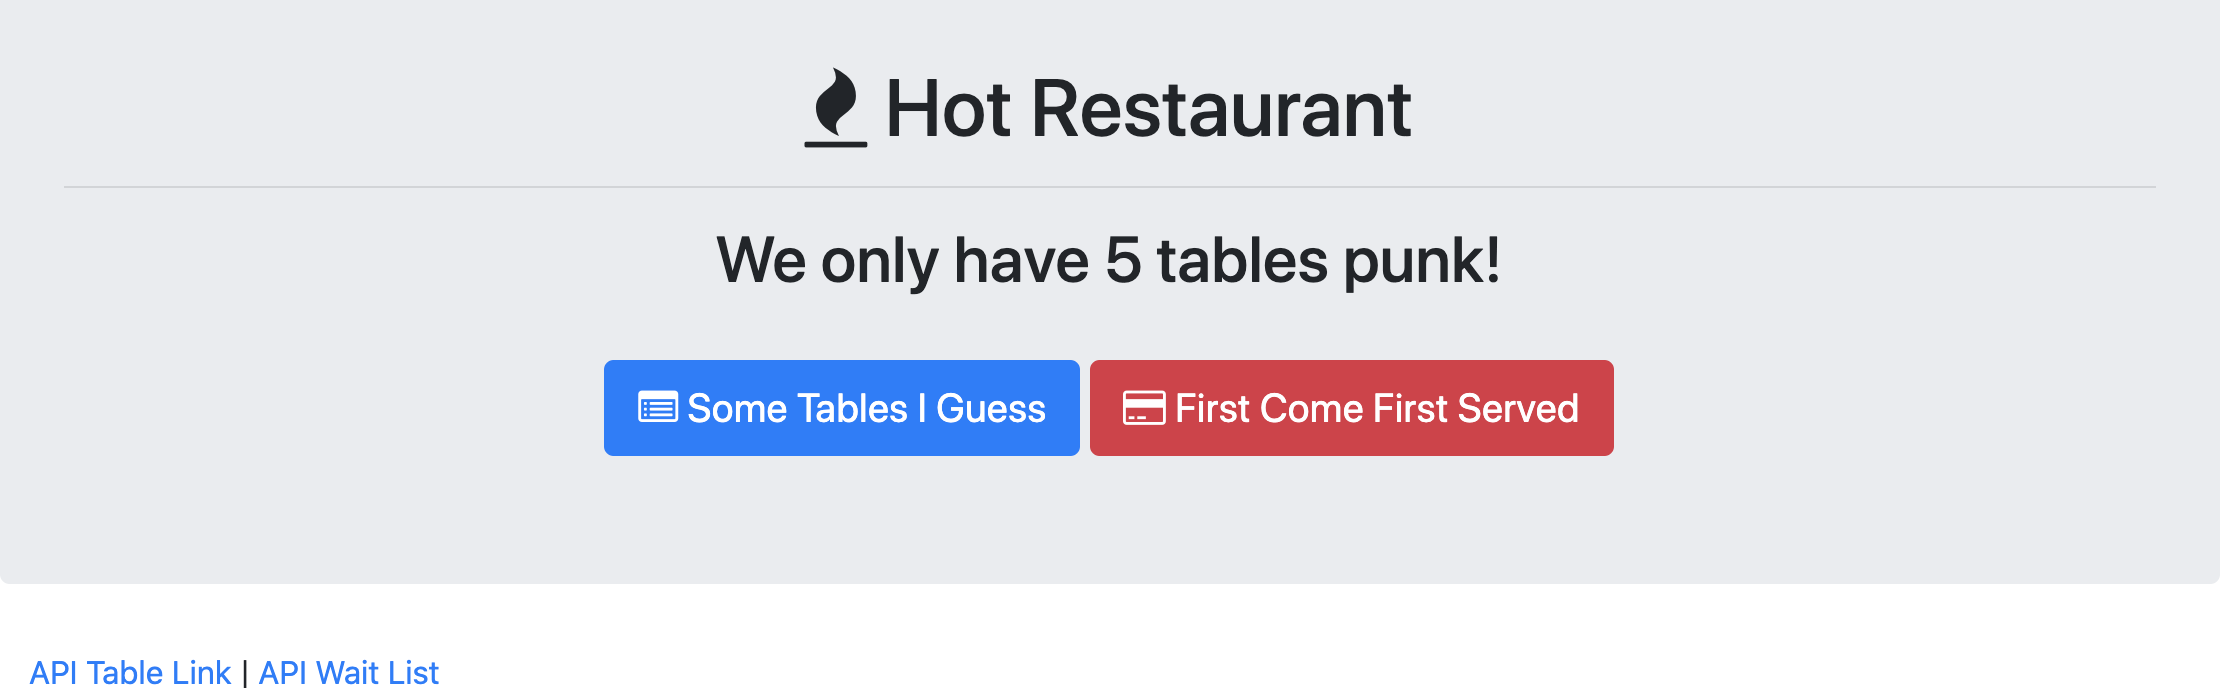 Hot Restaurant
We only have 5 tables punk!
Some Tables I Guess First Come First Served
API Table Link | API Wait List